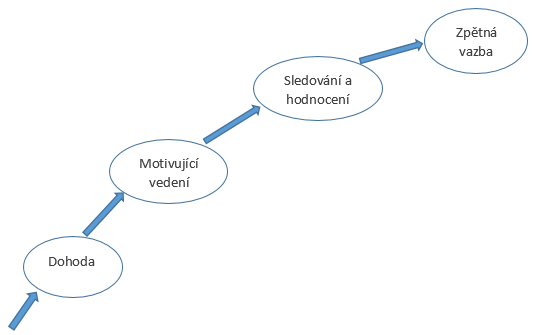 Zpětná
vazba
Sledování a
hodnocení
Motivující
vedení
Dohoda